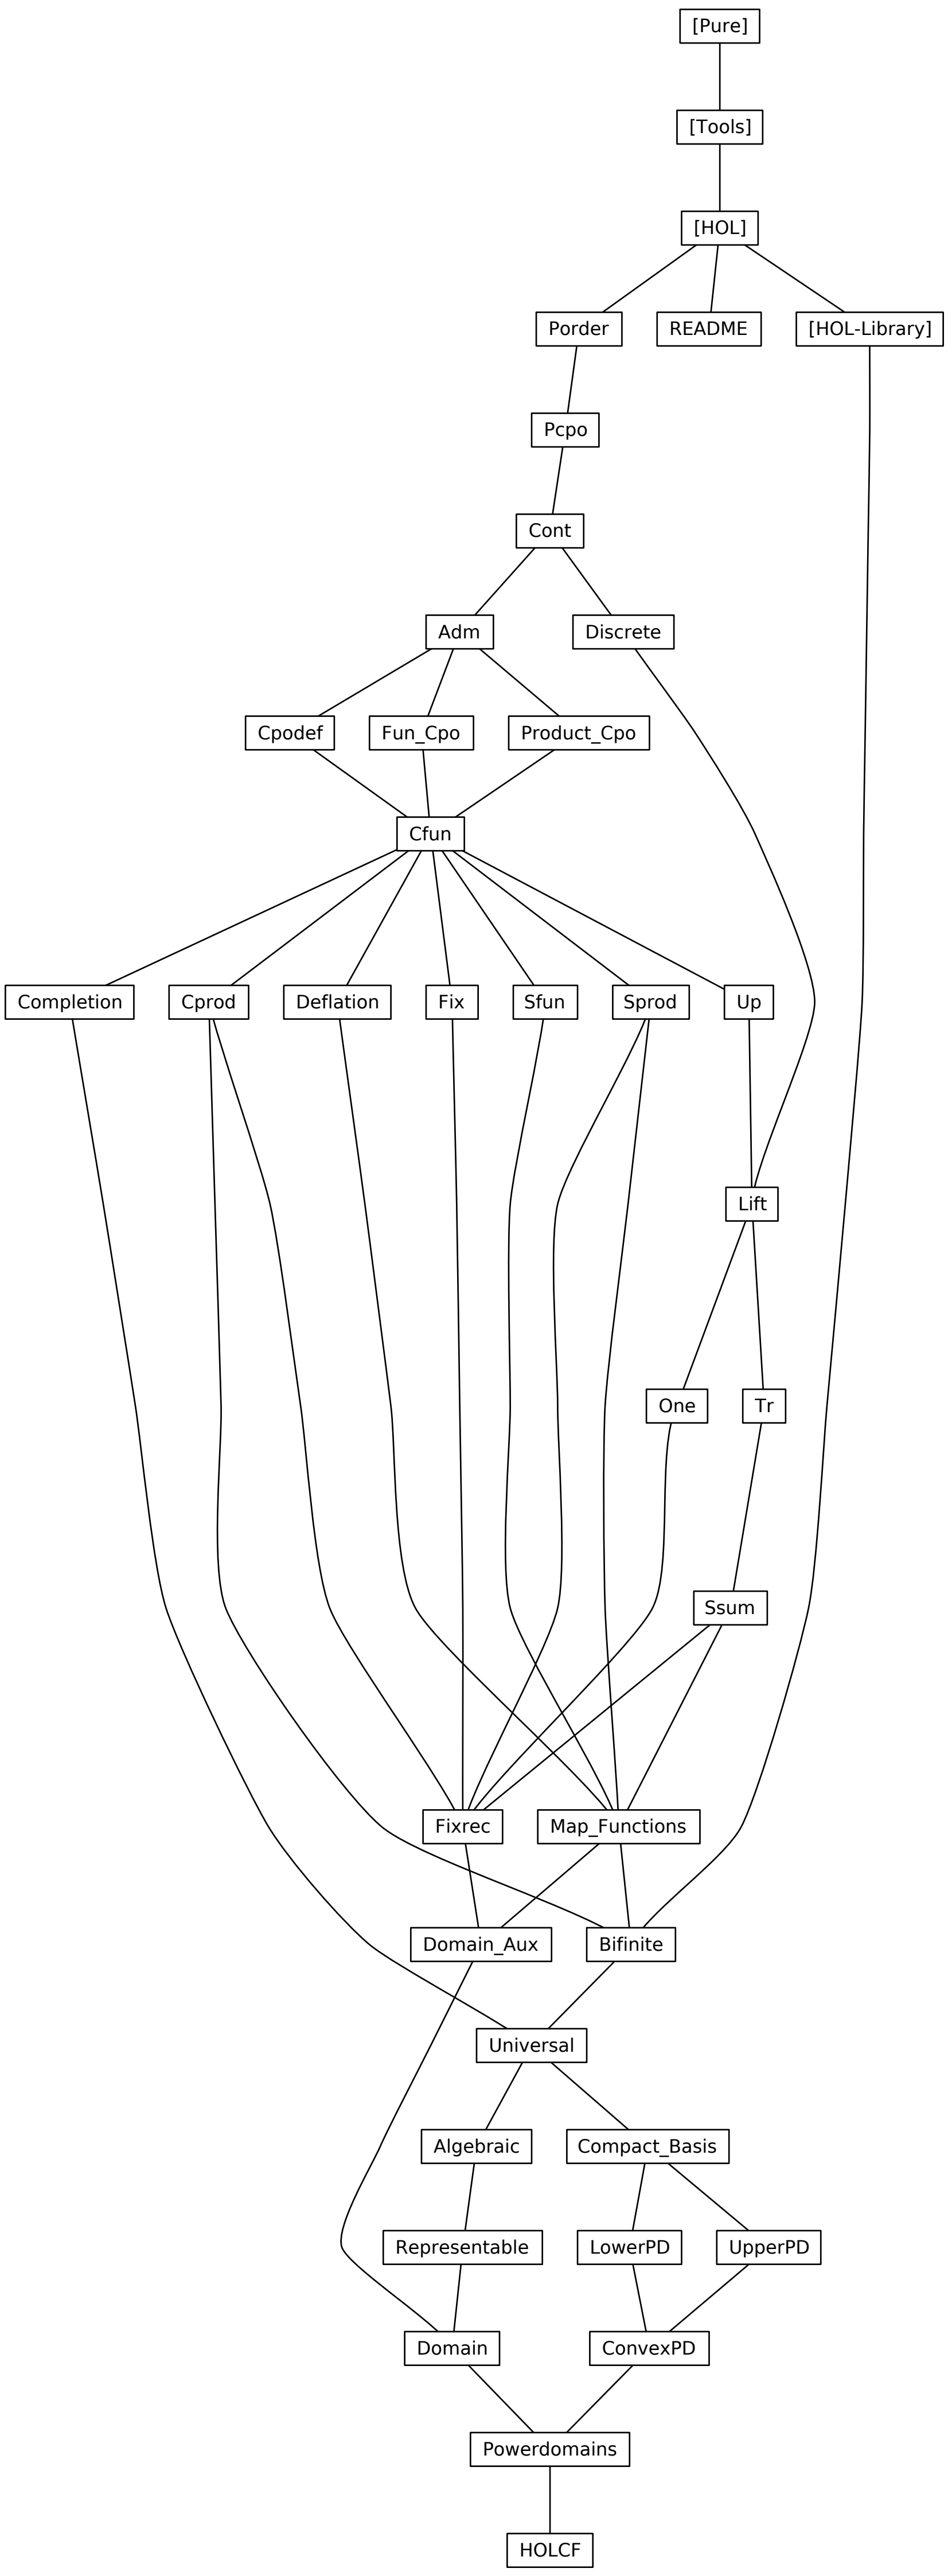 [Pure]
[Tools]
[HOL]
Porder
README
[HOL-Library]
Pcpo
Cont
Adm
Discrete
Cpodef
Fun_Cpo
Product_Cpo
Cfun
Completion
Cprod
Deflation
Fix
Sfun
Sprod
Up
Lift
One
Tr
Ssum
Fixrec
Map_Functions
Domain_Aux
Bifinite
Universal
Algebraic
Compact_Basis
Representable
LowerPD
UpperPD
Domain
ConvexPD
Powerdomains
HOLCF